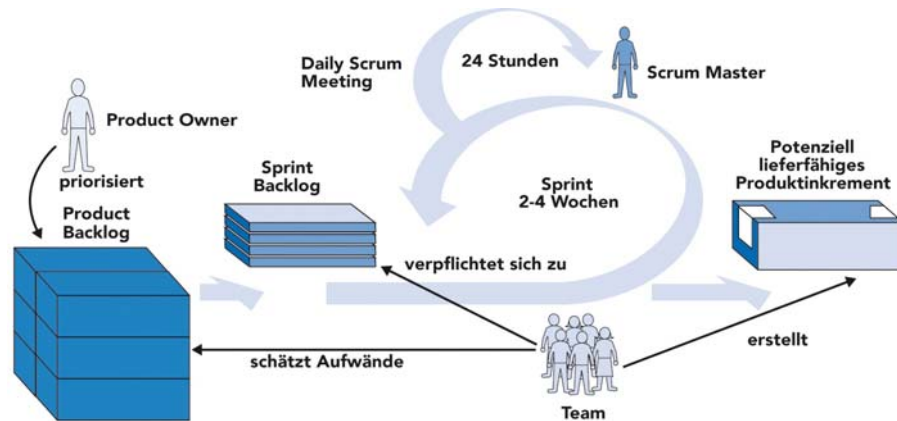 Daily Scrum
Meeting
24 Stunden
Scrum Master
Product Owner
priorisiert
Product
Backlog
Sprint
Backlog
Sprint
2-4 Wochen
Potenziell
lieferfähiges
Produktinkrement
verpflichtet sich zu
schätzt Aufwände
erstellt
Team